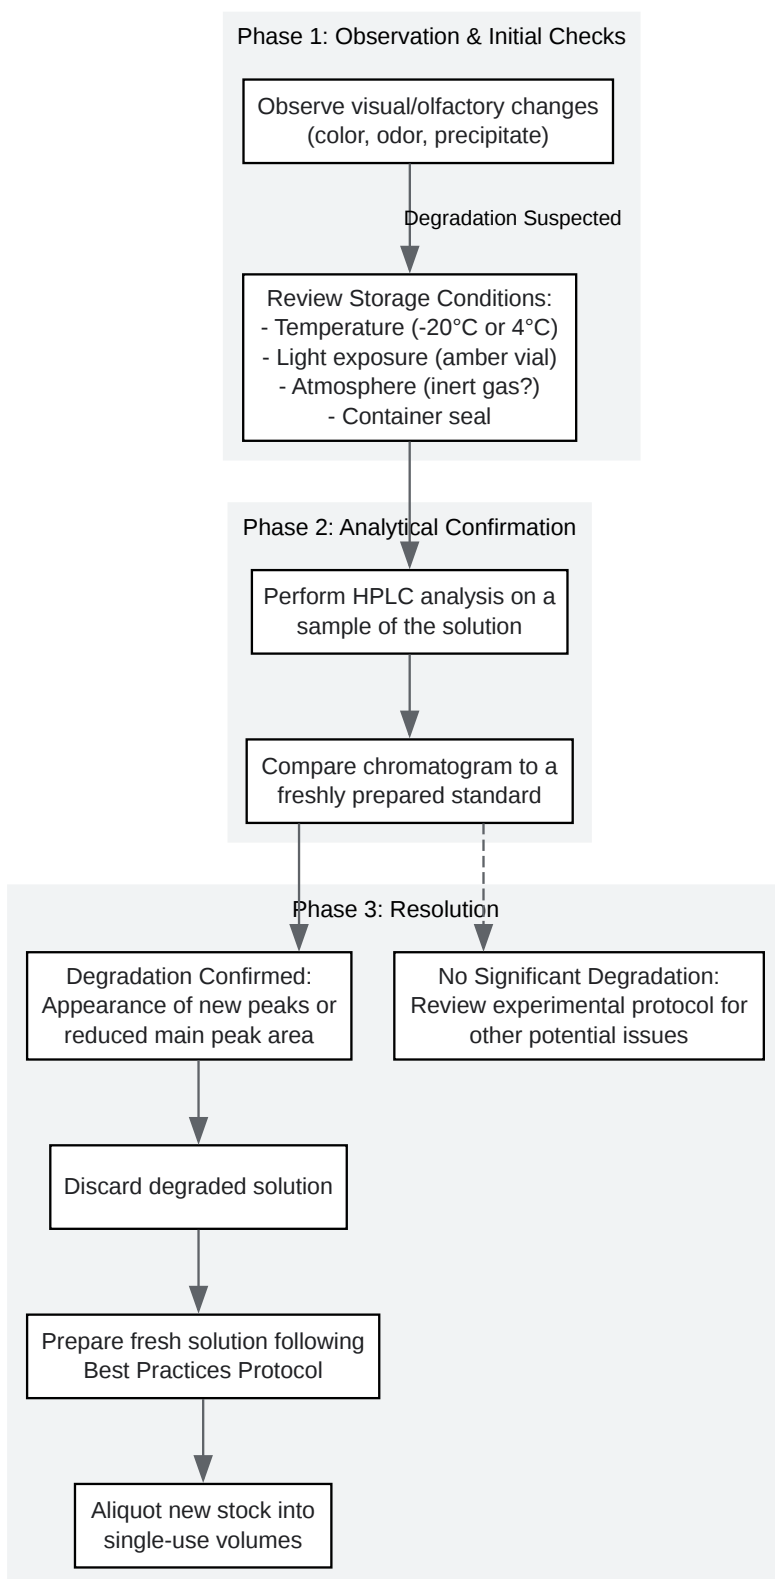 Phase 1: Observation & Initial Checks
Observe visual/olfactory changes
(color, odor, precipitate)
Degradation Suspected
Review Storage Conditions:
- Temperature (-20°C or 4°C)
- Light exposure (amber vial)
- Atmosphere (inert gas?)
- Container seal
Phase 2: Analytical Confirmation
Perform HPLC analysis on a
sample of the solution
Compare chromatogram to a
freshly prepared standard
Phase 3: Resolution
Degradation Confirmed:
Appearance of new peaks or
reduced main peak area
No Significant Degradation:
Review experimental protocol for
other potential issues
Discard degraded solution
Prepare fresh solution following
Best Practices Protocol
Aliquot new stock into
single-use volumes